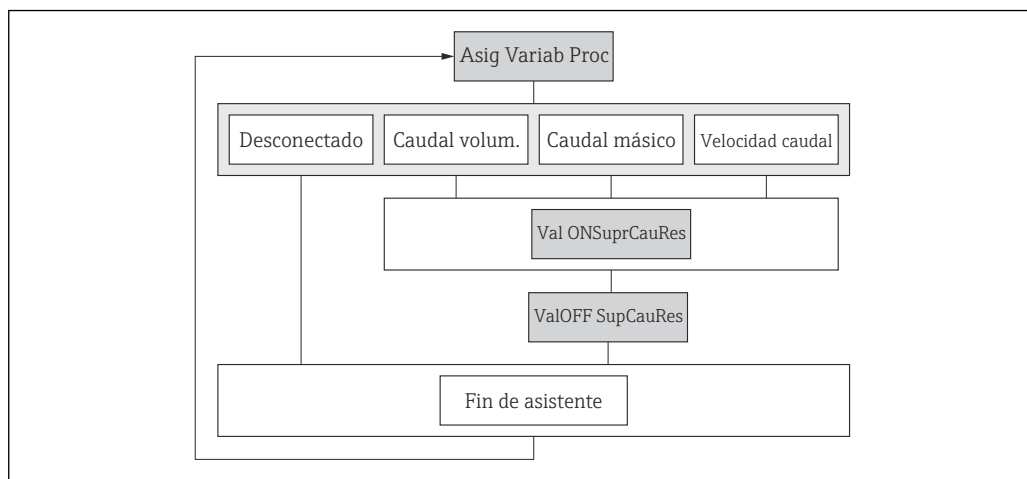 Asig Variab Proc
Desconectado
Caudal volum.
Caudal másico
Velocidad caudal
Val ONSuprCauRes
ValOFF SupCauRes
Fin de asistente